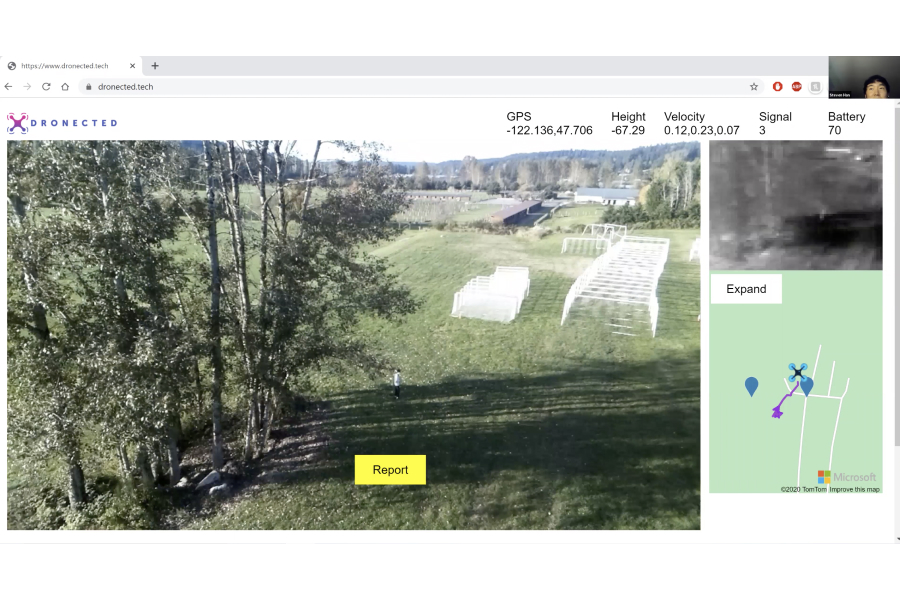 https://www.dronected.tech
dronected.tech
ABP
Steven Han
DRONECTED
GPS
-122.136,47.706
Height
-67.29
Velocity
0.12,0.23,0.07
Signal
3
Battery
70
Expand
Report
Microsoft
©2020 TomTom Improve this map